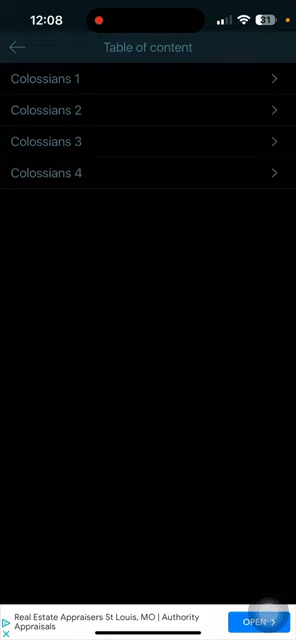 12:08
31
Table of content
Colossians 1
Colossians 2
Colossians 3
Colossians 4
Real Estate Appraisers St Louis, MO | Authority
Appraisals
OPEN